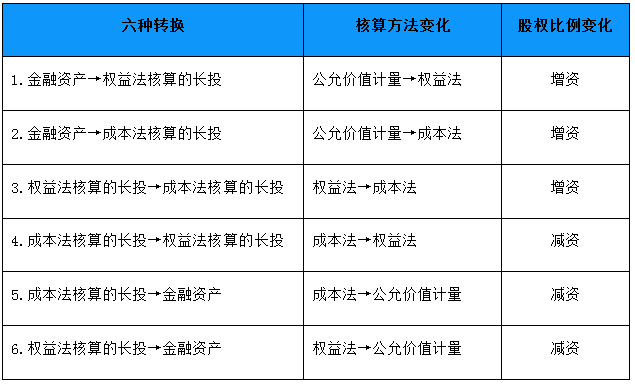 六种转换 核算方法变化 股权比例变化
1.金融资产→权益法核算的长投 公允价值计量→权益法 增资
2.金融资产→成本法核算的长投 公允价值计量→成本法 增资
3.权益法核算的长投→成本法核算的长投 权益法→成本法 增资
4.成本法核算的长投→权益法核算的长投 成本法→权益法 减资
5.成本法核算的长投→金融资产 成本法→公允价值计量 减资
6.权益法核算的长投→金融资产 权益法→公允价值计量 减资